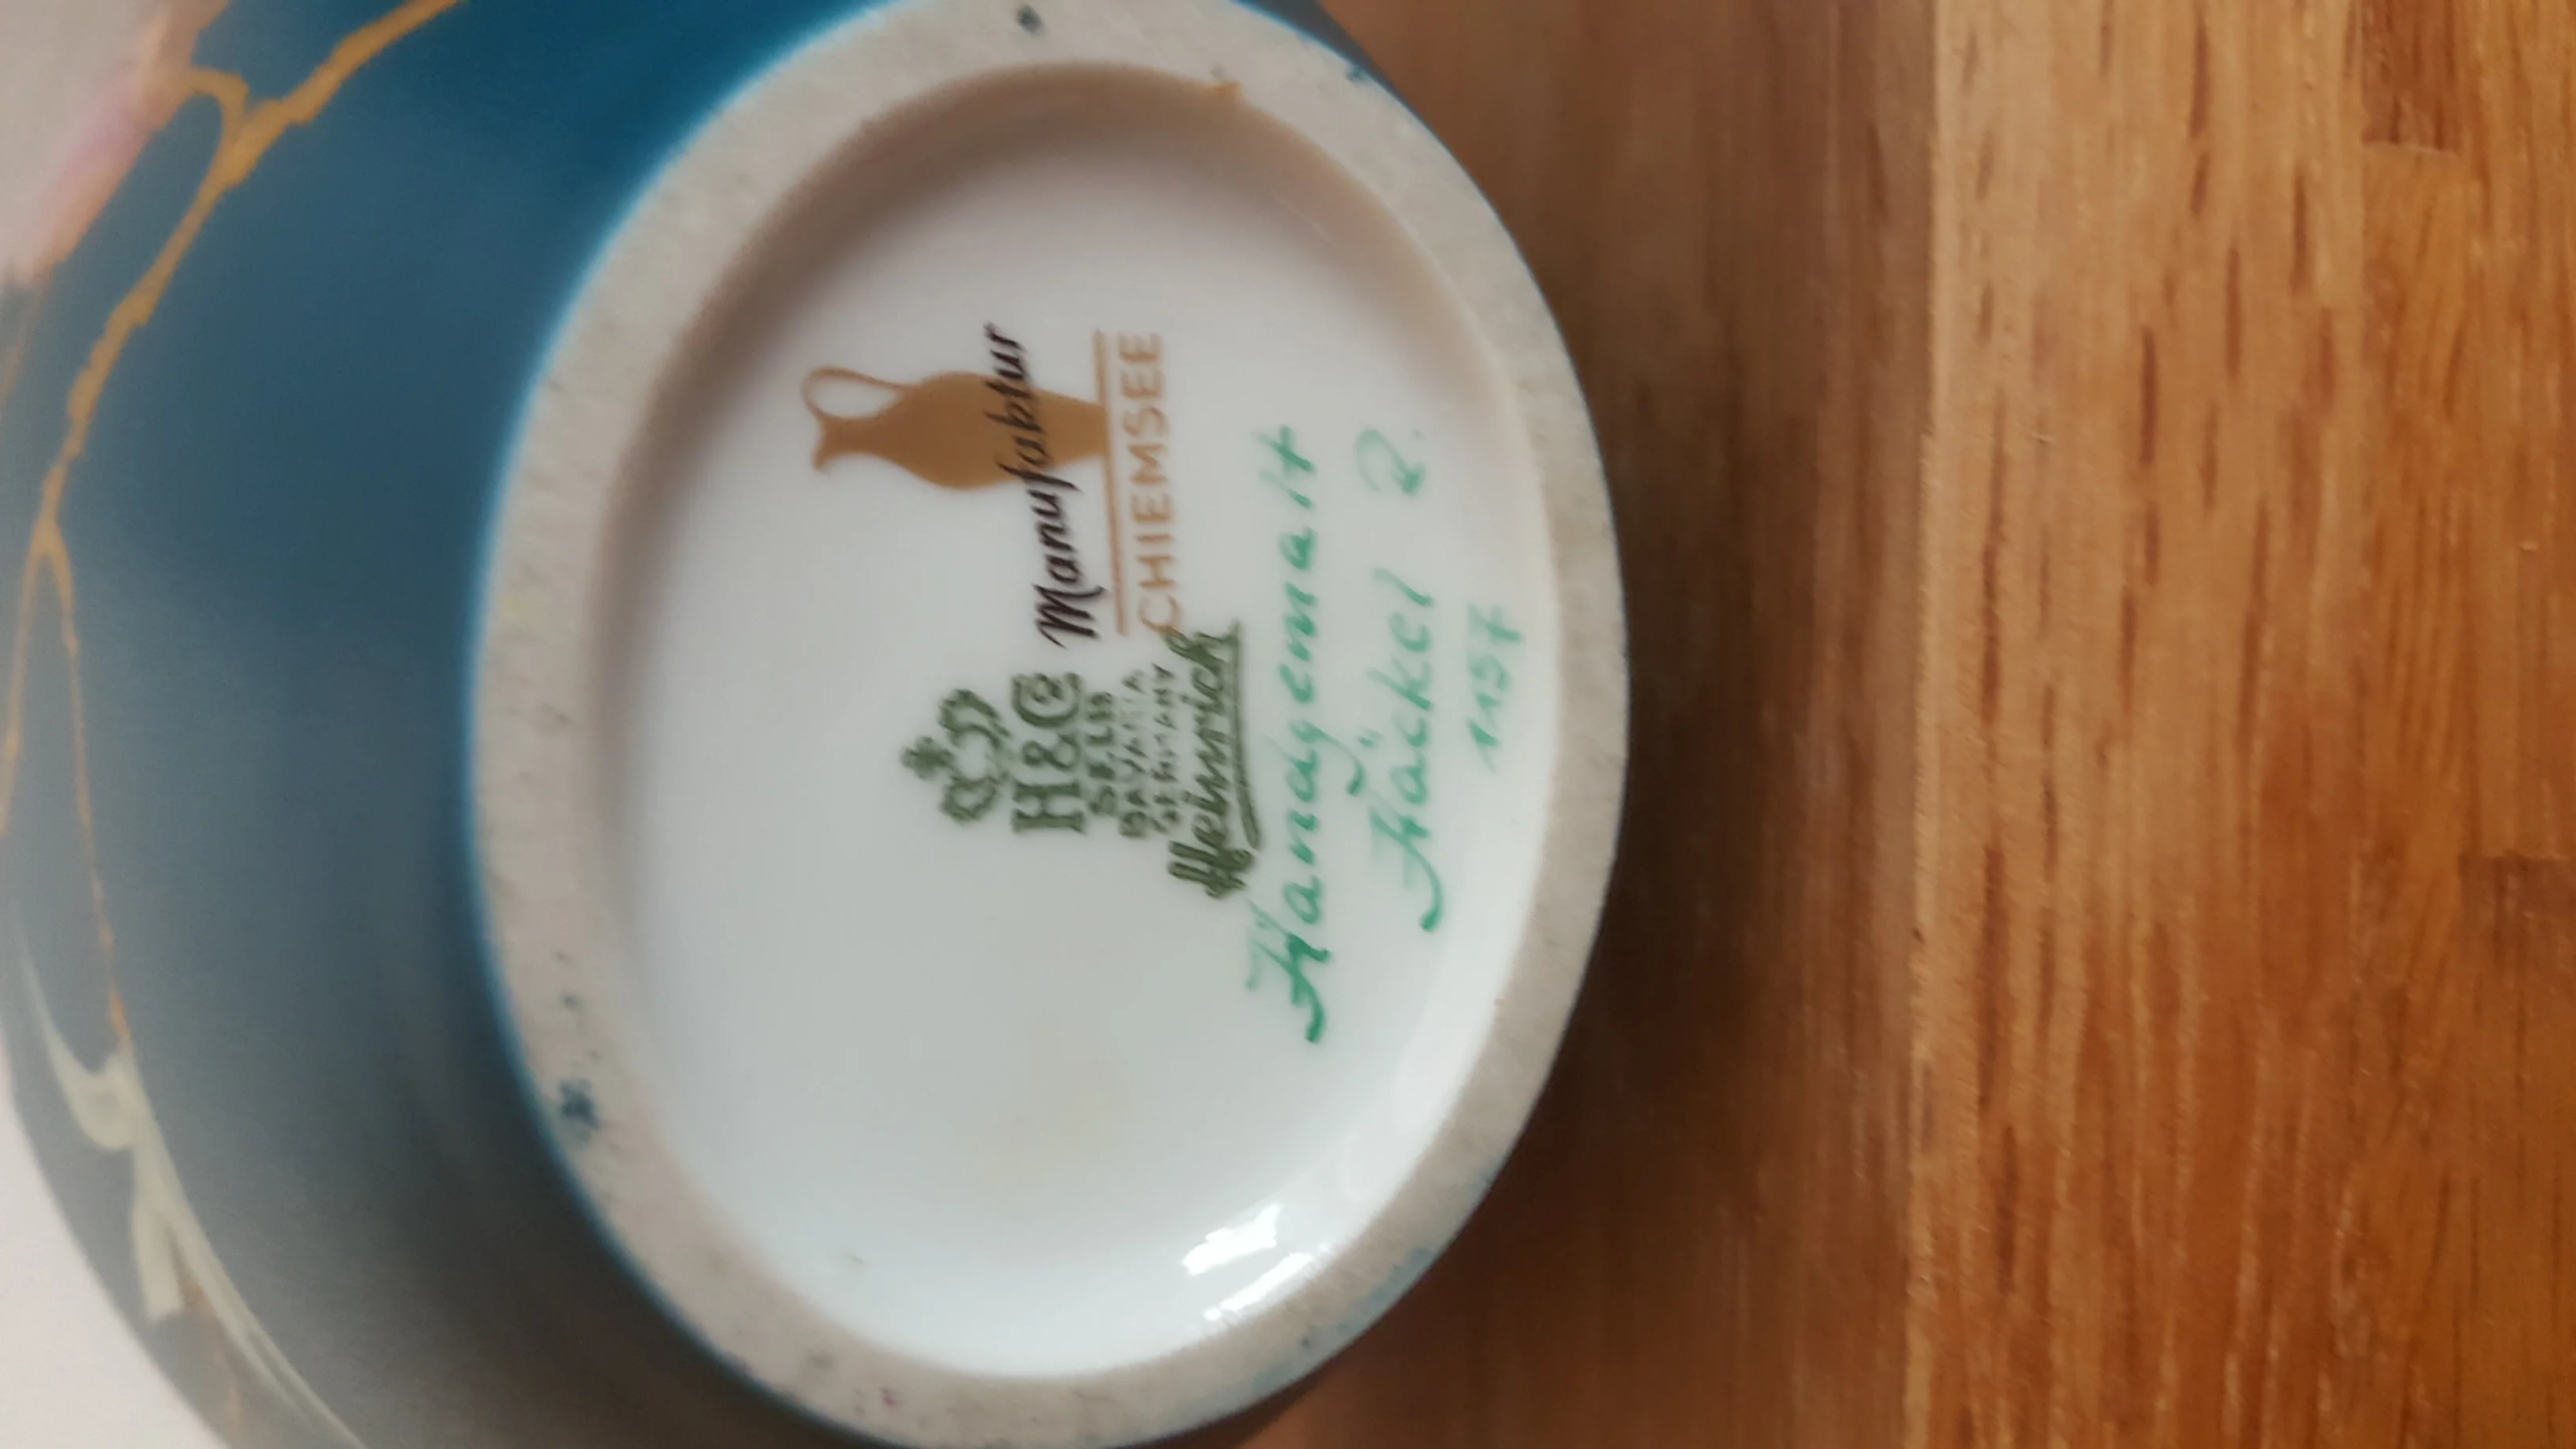 Manufaktur
CHIEMSEE
H&C
SELB
BAVARIA
GERMANY
Heinrich
Handgemalt
Häckel R.
1157